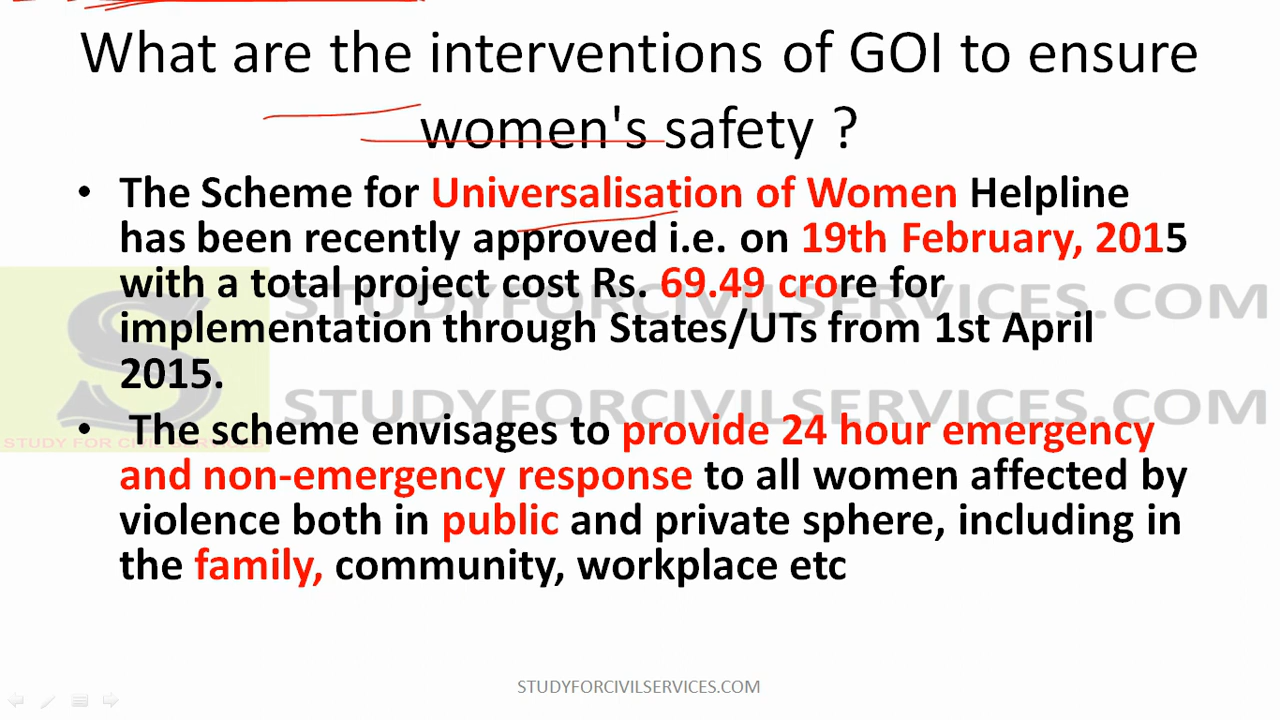 What are the interventions of GOI to ensure
women's safety ?
• The Scheme for Universalisation of Women Helpline
has been recently approved i.e. on 19th February, 2015
with a total project cost Rs. 69.49 crore for
implementation through States/UTs from 1st April
2015.
• The scheme envisages to provide 24 hour emergency
and non-emergency response to all women affected by
violence both in public and private sphere, including in
the family, community, workplace etc
STUDYFORCIVILSERVICES.COM
STUDYFORCIVILSERVICES.COM
STUDY FOR CIVIL SERVICES
STUDYFORCIVILSERVICES.COM